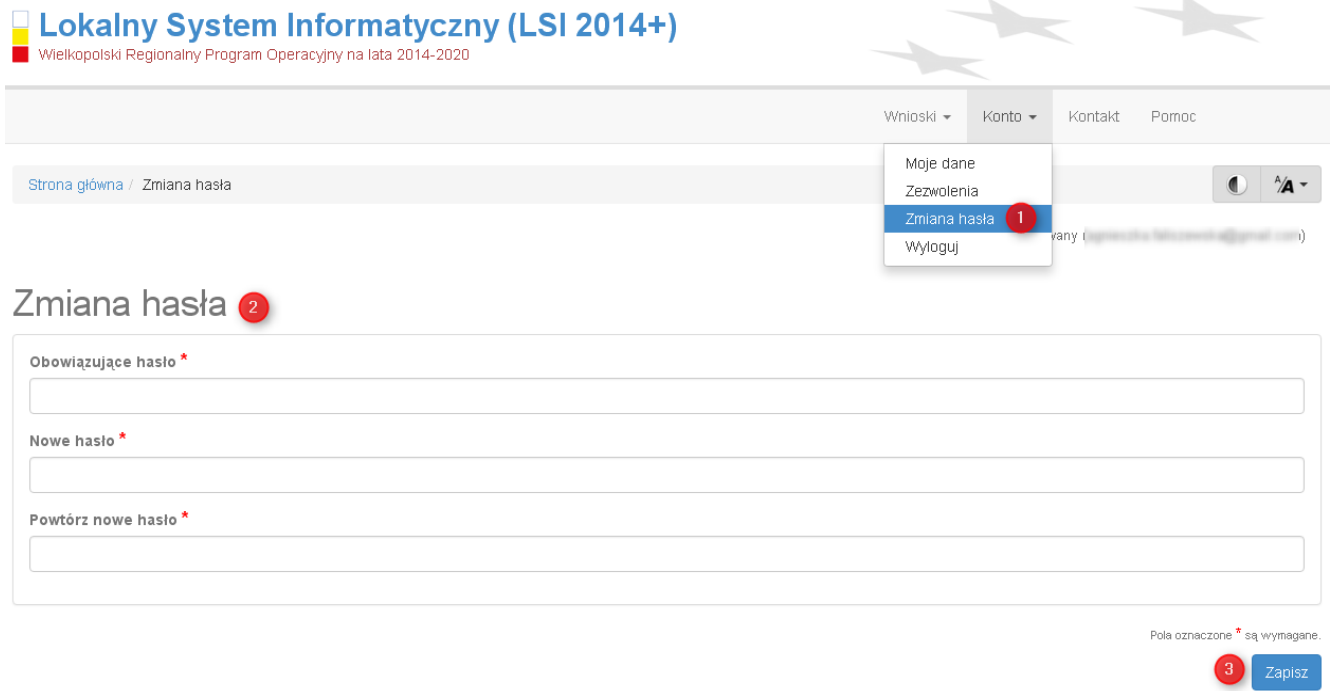 Lokalny System Informatyczny (LSI 2014+)
Wielkopolski Regionalny Program Operacyjny na lata 2014-2020
Wnioski Konto Kontakt Pomoc
Moje dane
Zezwolenia
Zmiana hasła 1
Wyloguj
Strona główna / Zmiana hasła
A/A
Zmiana hasła 2
Obowiązujące hasło *
Nowe hasło *
Powtórz nowe hasło *
Pola oznaczone * są wymagane.
3 Zapisz